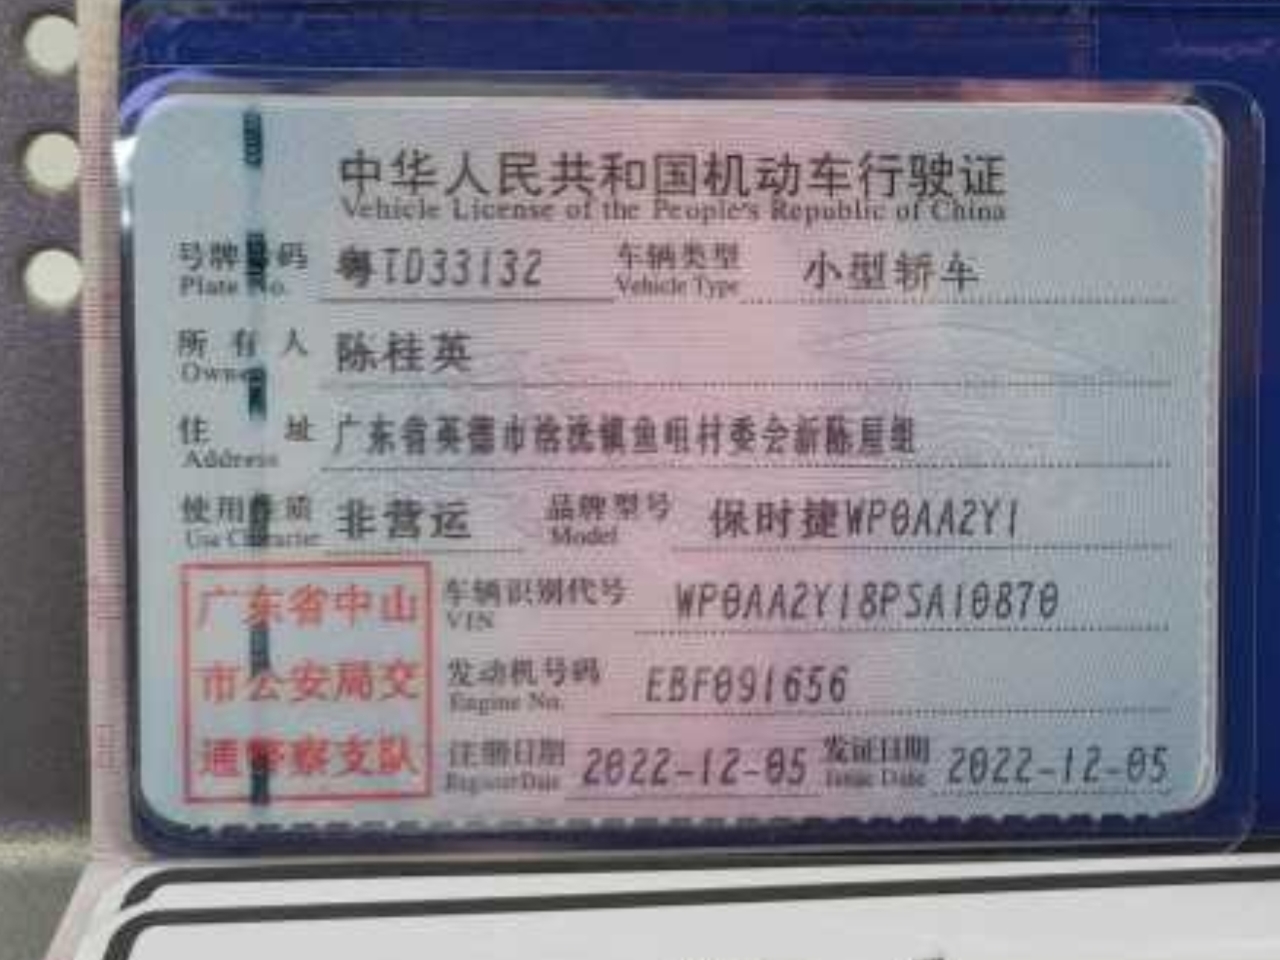 中华人民共和国机动车行驶证
Vehicle License of the People's Republic of China
号牌号码 粤TD33132 车辆类型 小型轿车
Plate No. Vehicle Type
所有人 陈桂英
Owner
住址 广东省英德市浛洸镇鱼咀村委会新陈屋组
Address
使用性质 非营运 品牌型号 保时捷WP0AA2Y1
Use Character Model
车辆识别代号 WP0AA2Y18PSA10870
VIN
发动机号码 EBF091656
Engine No.
注册日期 2022-12-05 发证日期 2022-12-05
Register Date Issue Date
广东省中山
市公安局交
通警察支队